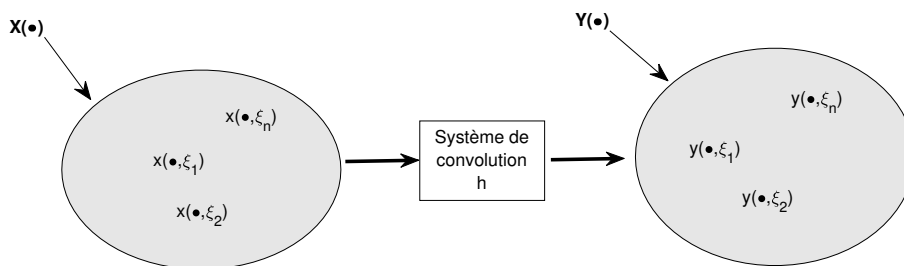 X(●)
Y(●)
x(●,ξn)
x(●,ξ1)
x(●,ξ2)
Système de
convolution
h
y(●,ξn)
y(●,ξ1)
y(●,ξ2)